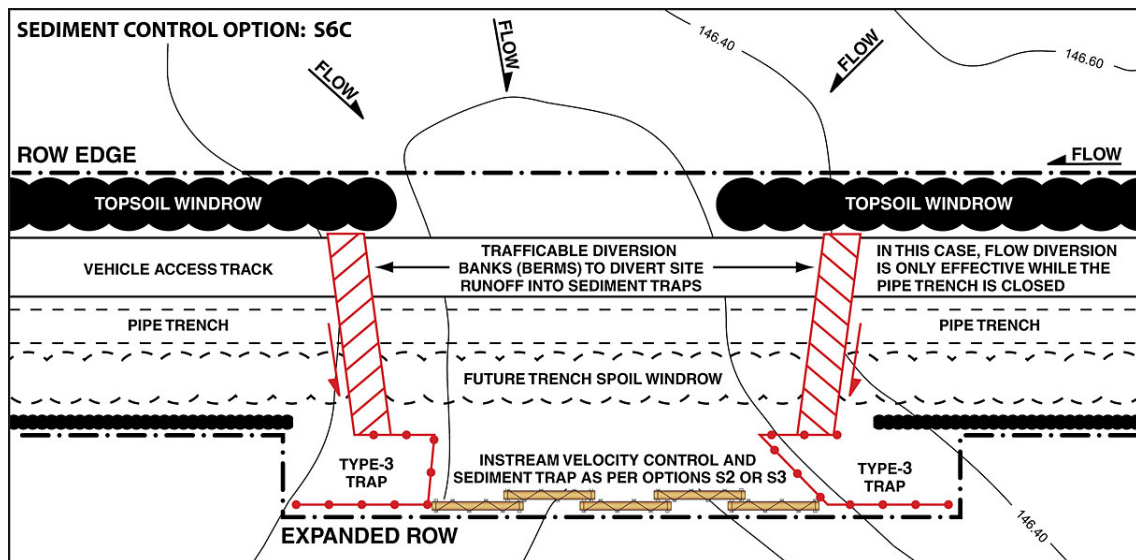 SEDIMENT CONTROL OPTION: S6C
FLOW
FLOW
FLOW
146.40
146.60
ROW EDGE
FLOW
TOPSOIL WINDROW
TOPSOIL WINDROW
VEHICLE ACCESS TRACK
TRAFFICABLE DIVERSION
BANKS (BERMS) TO DIVERT SITE
RUNOFF INTO SEDIMENT TRAPS
IN THIS CASE, FLOW DIVERSION
IS ONLY EFFECTIVE WHILE THE
PIPE TRENCH IS CLOSED
PIPE TRENCH
PIPE TRENCH
FUTURE TRENCH SPOIL WINDROW
TYPE-3
TRAP
INSTREAM VELOCITY CONTROL AND
SEDIMENT TRAP AS PER OPTIONS S2 OR S3
TYPE-3
TRAP
EXPANDED ROW
146.40